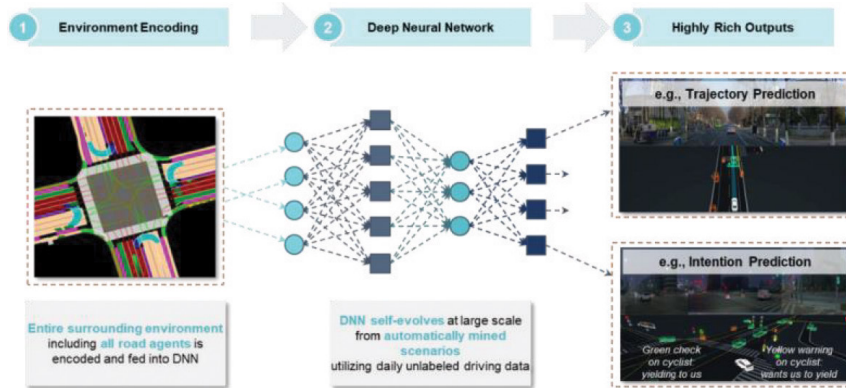 1 Environment Encoding
2 Deep Neural Network
3 Highly Rich Outputs
e.g., Trajectory Prediction
Entire surrounding environment
including all road agents is
encoded and fed into DNN
DNN self-evolves at large scale
from automatically mined
scenarios
utilizing daily unlabeled driving data
e.g., Intention Prediction
Green check
on cyclist:
yielding to us
Yellow warning
on cyclist:
wants us to yield